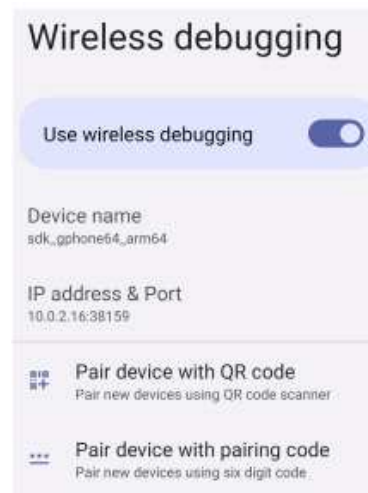 Wireless debugging
Use wireless debugging
Device name
sdk_gphone64_arm64
IP address & Port
10.0.2.16:38159
Pair device with QR code
Pair new devices using QR code scanner
Pair device with pairing code
Pair new devices using six digit code